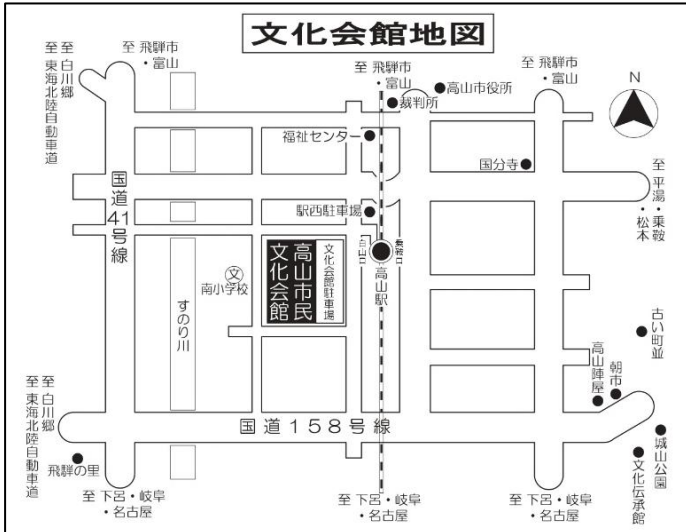 文化会館地図
至 白川郷
至 東海北陸自動車道
至 飛騨市
・富山
至 飛騨市
・富山
至 飛騨市
・富山
高山市役所
裁判所
N
福祉センター
国分寺
至 平湯・乗鞍
・松本
国道41号線
駅西駐車場
白山口
乗鞍口
高山駅
文化会館駐車場
高山市民
文化会館
文
南小学校
すのり川
古い町並
朝市
高山陣屋
至 白川郷
至 東海北陸自動車道
国道158号線
飛騨の里
城山公園
文化伝承館
至 下呂・岐阜
・名古屋
至 下呂・岐阜
・名古屋
至 下呂・岐阜
・名古屋